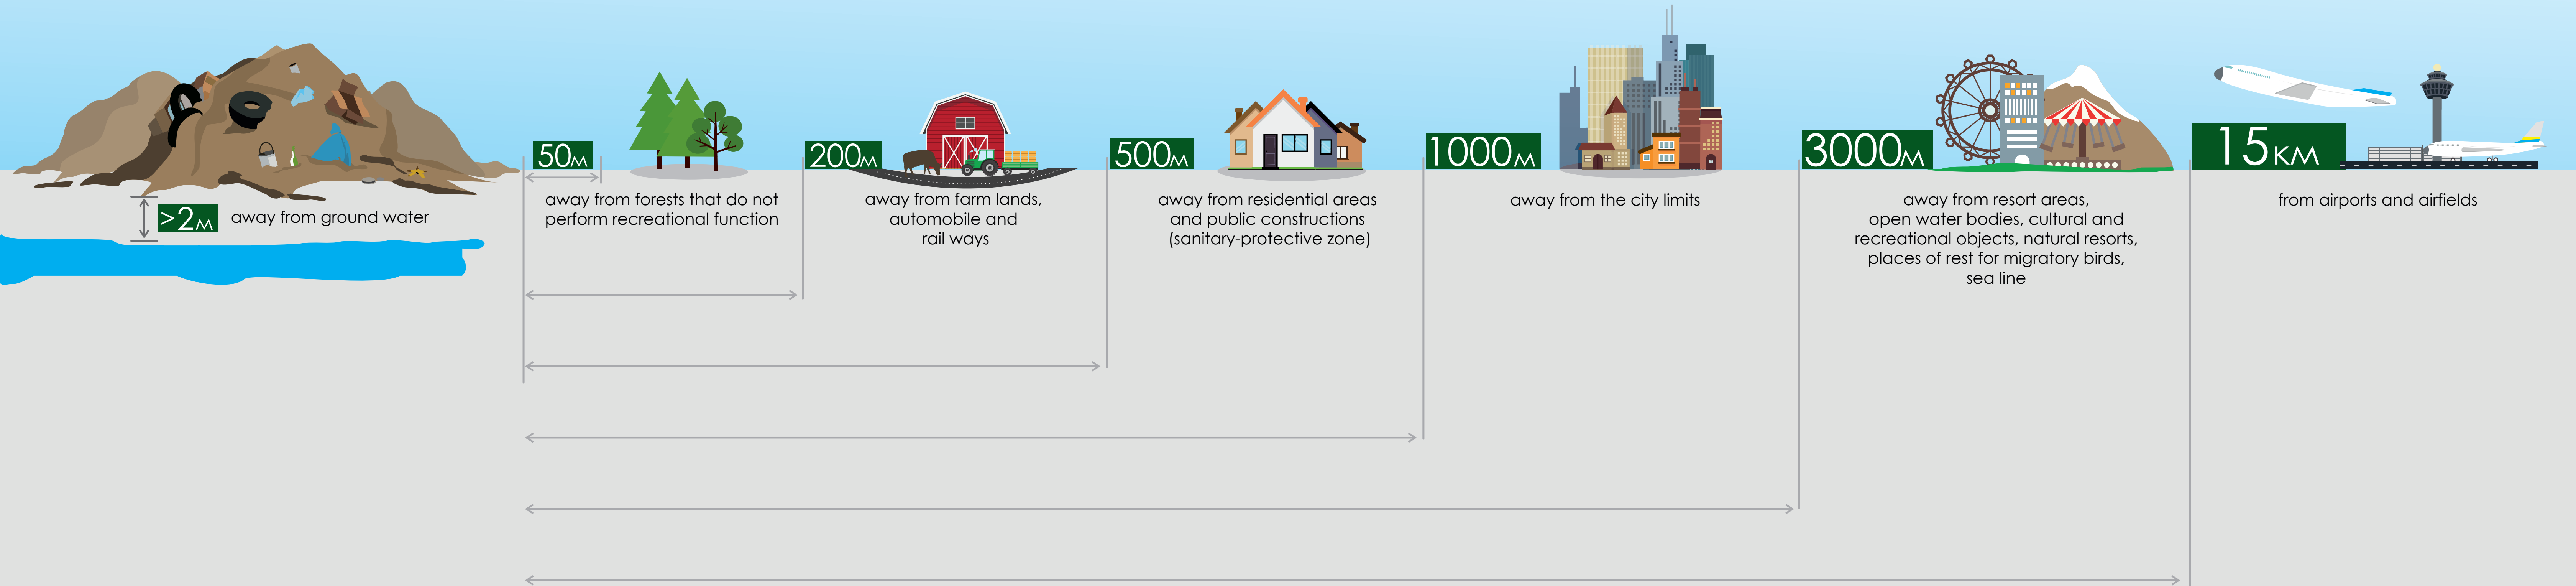 >2M
away from ground water
50M
away from forests that do not
perform recreational function
200M
away from farm lands,
automobile and
rail ways
500M
away from residential areas
and public constructions
(sanitary-protective zone)
1000M
away from the city limits
3000M
away from resort areas,
open water bodies, cultural and
recreational objects, natural resorts,
places of rest for migratory birds,
sea line
15KM
from airports and airfields